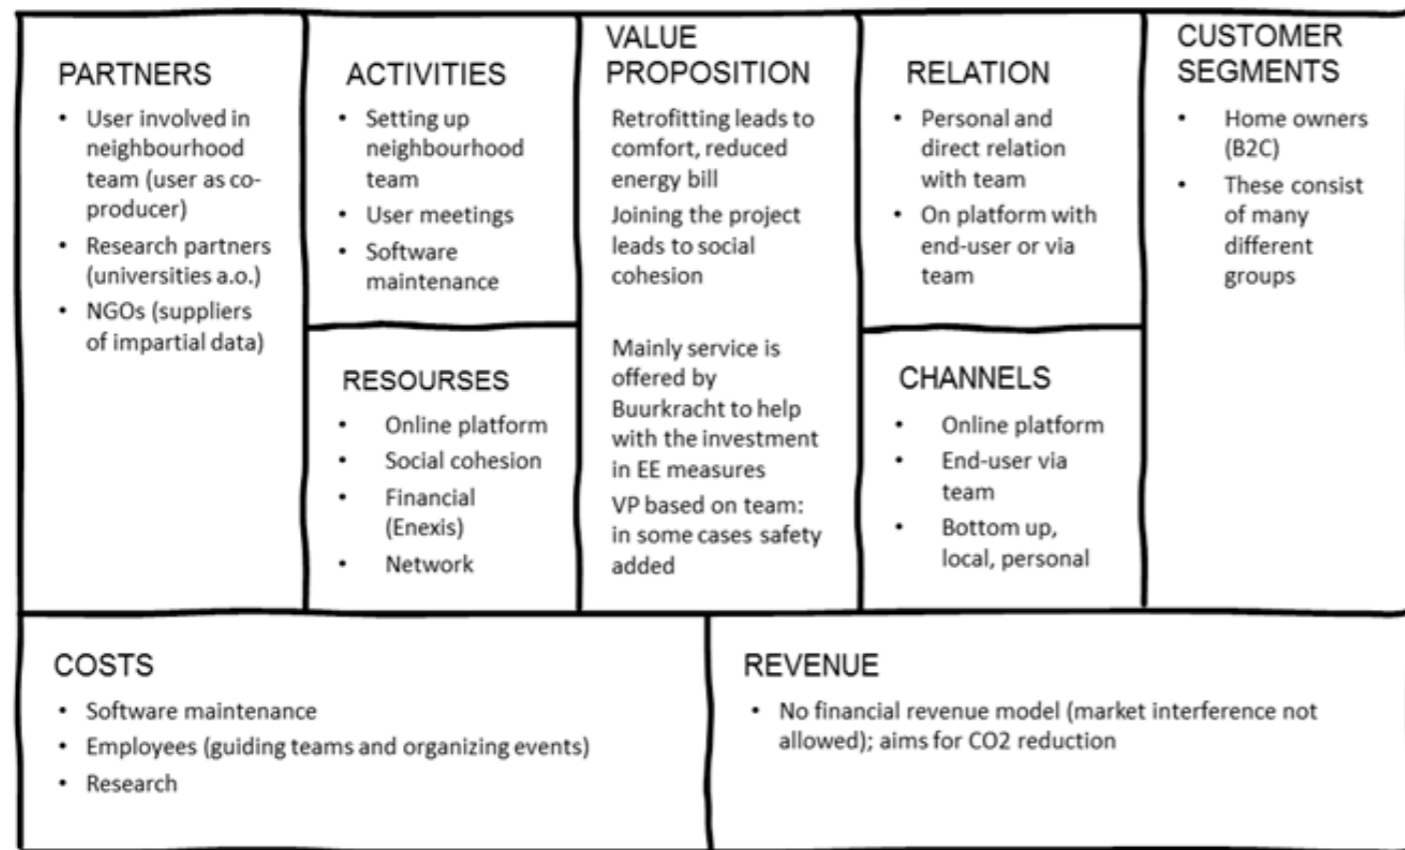 PARTNERS
• User involved in
neighbourhood
team (user as co-
producer)
• Research partners
(universities a.o.)
• NGOs (suppliers
of impartial data)
ACTIVITIES
• Setting up
neighbourhood
team
• User meetings
• Software
maintenance
RESOURSES
• Online platform
• Social cohesion
• Financial
(Enexis)
• Network
VALUE
PROPOSITION
Retrofitting leads to
comfort, reduced
energy bill
Joining the project
leads to social
cohesion
Mainly service is
offered by
Buurkracht to help
with the investment
in EE measures
VP based on team:
in some cases safety
added
RELATION
• Personal and
direct relation
with team
• On platform with
end-user or via
team
CHANNELS
• Online platform
• End-user via
team
• Bottom up,
local, personal
CUSTOMER
SEGMENTS
• Home owners
(B2C)
• These consist
of many
different
groups
COSTS
• Software maintenance
• Employees (guiding teams and organizing events)
• Research
REVENUE
• No financial revenue model (market interference not
allowed); aims for CO2 reduction